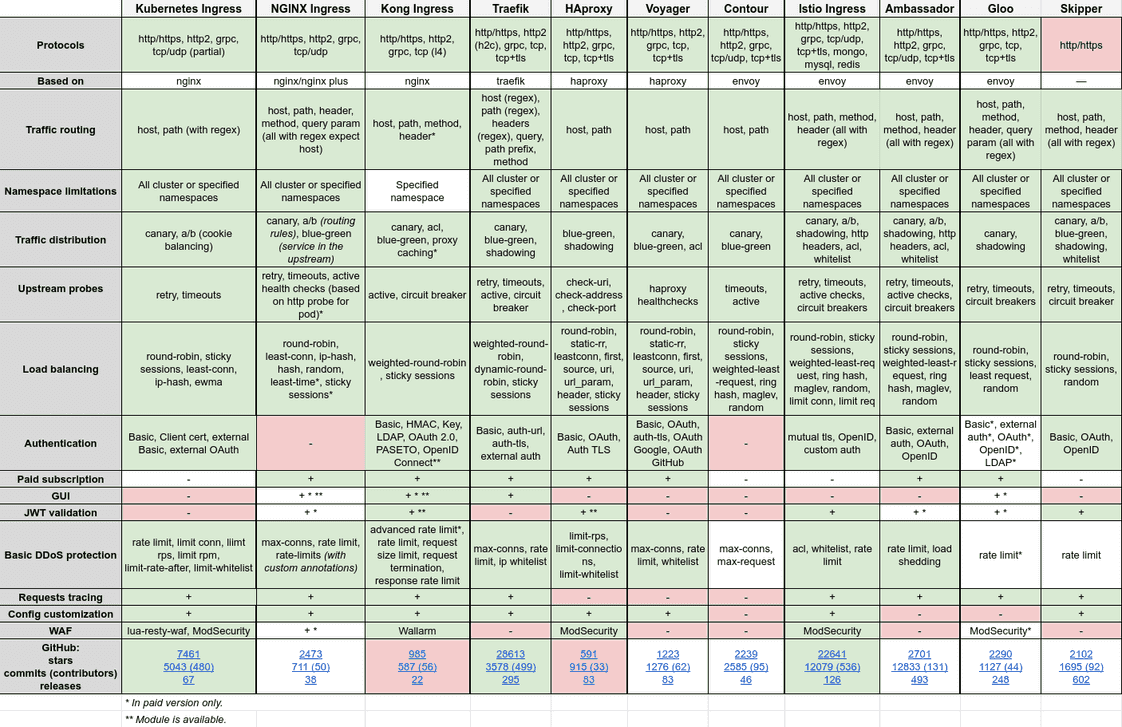 Kubernetes Ingress NGINX Ingress Kong Ingress Traefik HAproxy Voyager Contour Istio Ingress Ambassador Gloo Skipper
Protocols
http/https, http2, grpc,
tcp/udp (partial)
http/https, http2, grpc,
tcp/udp
http/https, http2,
grpc, tcp (l4)
http/https, http2
(h2c), grpc, tcp,
tcp+tls
http/https,
http2, grpc,
tcp, tcp+tls
http/https,
http2, grpc, tcp,
tcp+tls
http/https,
http2, grpc,
tcp/udp, tcp+tls
http/https, http2,
grpc, tcp/udp,
tcp+tls, mongo,
mysql, redis
http/https,
http2, grpc,
tcp/udp, tcp+tls
http/https,
http2, grpc, tcp,
tcp+tls
http/https
Based on
nginx
nginx/nginx plus
nginx
traefik
haproxy
haproxy
envoy
envoy
envoy
envoy
—
Traffic routing
host, path (with regex)
host, path, header,
method, query param
(all with regex expect
host)
host, path, method,
header*
host (regex),
path (regex),
headers
(regex), query,
path prefix,
method
host, path
host, path
host, path
host, path, method,
header (all with
regex)
host, path,
method, header
(all with regex)
host, path,
method,
header, query
param (all with
regex)
host, path,
method, header
(all with regex)
Namespace limitations
All cluster or specified
namespaces
All cluster or specified
namespaces
Specified
namespace
All cluster or
specified
namespaces
All cluster or
specified
namespaces
All cluster or
specified
namespaces
All cluster or
specified
namespaces
All cluster or
specified
namespaces
All cluster or
specified
namespaces
All cluster or
specified
namespaces
All cluster or
specified
namespaces
Traffic distribution
canary, a/b (cookie
balancing)
canary, a/b (routing
rules), blue-green
(service in the
upstream)
canary, acl,
blue-green, proxy
caching*
canary,
blue-green,
shadowing
blue-green,
shadowing
canary,
blue-green, acl
canary,
blue-green
canary, a/b,
shadowing, http
headers, acl,
whitelist
canary, a/b,
shadowing, http
headers, acl,
whitelist
canary,
shadowing
canary, a/b,
blue-green,
shadowing,
whitelist
Upstream probes
retry, timeouts
retry, timeouts, active
health checks (based
on http probe for
pod)*
active, circuit breaker
retry, timeouts,
active, circuit
breaker
check-uri,
check-address
, check-port
haproxy
healthchecks
timeouts,
active
retry, timeouts,
active checks,
circuit breakers
retry, timeouts,
active checks,
circuit breakers
retry, timeouts,
circuit breakers
retry, timeouts,
circuit breaker
Load balancing
round-robin, sticky
sessions, least-conn,
ip-hash, ewma
round-robin,
least-conn, ip-hash,
hash, random,
least-time*, sticky
sessions*
weighted-round-robin
, sticky sessions
weighted-round-
robin,
dynamic-round-
robin, sticky
sessions
round-robin,
static-rr,
leastconn, first,
source, uri,
url_param,
header, sticky
sessions
round-robin,
static-rr,
leastconn, first,
source, uri,
url_param,
header, sticky
sessions
round-robin,
sticky
sessions,
weighted-least
-request, ring
hash, maglev,
random
round-robin, sticky
sessions,
weighted-least-req
uest, ring hash,
maglev, random,
limit conn, limit req
round-robin,
sticky sessions,
weighted-least-r
equest, ring
hash, maglev,
random
round-robin,
sticky sessions,
least request,
random
round-robin,
sticky sessions,
random
Authentication
Basic, Client cert, external
Basic, external OAuth
-
Basic, HMAC, Key,
LDAP, OAuth 2.0,
PASETO, OpenID
Connect**
Basic, auth-url,
auth-tls,
external auth
Basic, OAuth,
Auth TLS
Basic, OAuth,
auth-tls, OAuth
Google, OAuth
GitHub
-
mutual tls, OpenID,
custom auth
Basic, external
auth, OAuth,
OpenID
Basic*, external
auth*, OAuth*,
OpenID*,
LDAP*
Basic, OAuth,
OpenID
Paid subscription - + + + + + - - + + -
GUI - + * ** + * ** + - - - - - + * -
JWT validation - + * + ** - + ** - - + + * + * +
Basic DDoS protection
rate limit, limit conn, liimt
rps, limit rpm,
limit-rate-after, limit-whitelist
max-conns, rate limit,
rate-limits (with
custom annotations)
advanced rate limit*,
rate limit, request
size limit, request
termination,
response rate limit
max-conns, rate
limit, ip whitelist
limit-rps,
limit-connectio
ns,
limit-whitelist
max-conns, rate
limit, whitelist
max-conns,
max-request
acl, whitelist, rate
limit
rate limit, load
shedding
rate limit*
rate limit
Requests tracing + + + + - - - + + + +
Config customization + + + + + + - + - - +
WAF lua-resty-waf, ModSecurity + * Wallarm - ModSecurity - - ModSecurity - ModSecurity* -
GitHub:
stars
commits (contributors)
releases
7461 2473 985 28613 591 1223 2239 22641 2701 2290 2102
5043 (480) 711 (50) 587 (56) 3578 (499) 915 (33) 1276 (62) 2585 (95) 12079 (536) 12833 (131) 1127 (44) 1695 (92)
67 38 22 295 83 83 46 126 493 248 602
* In paid version only.
** Module is available.